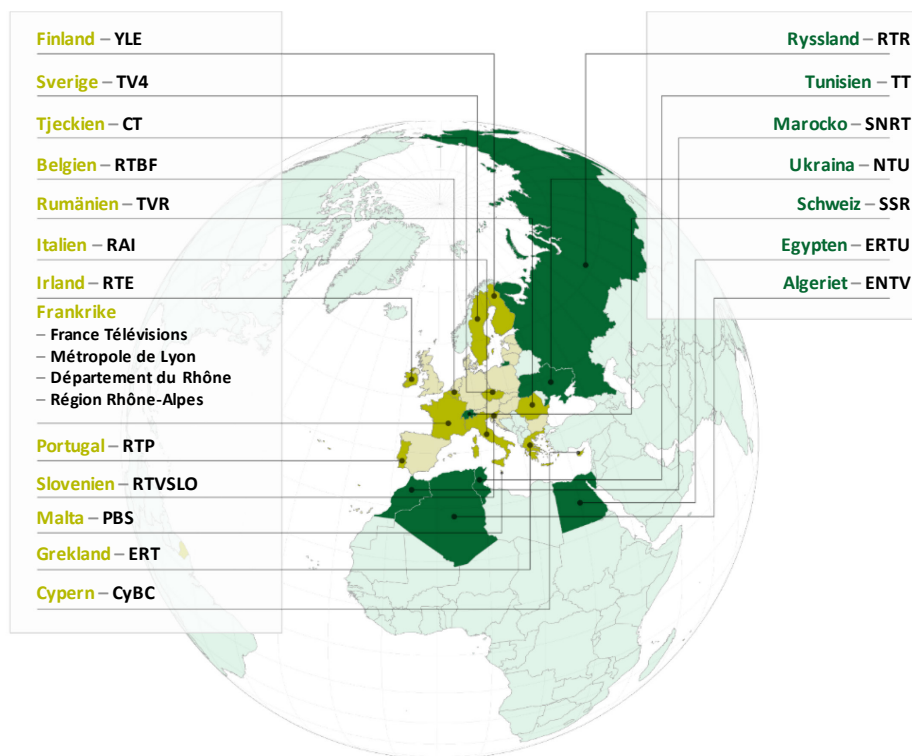 Finland – YLE
Sverige – TV4
Tjeckien – CT
Belgien – RTBF
Rumänien – TVR
Italien – RAI
Irland – RTE
Frankrike
– France Télévisions
– Métropole de Lyon
– Département du Rhône
– Région Rhône-Alpes
Portugal – RTP
Slovenien – RTVSLO
Malta – PBS
Grekland – ERT
Cypern – CyBC
Ryssland – RTR
Tunisien – TT
Marocko – SNRT
Ukraina – NTU
Schweiz – SSR
Egypten – ERTU
Algeriet – ENTV